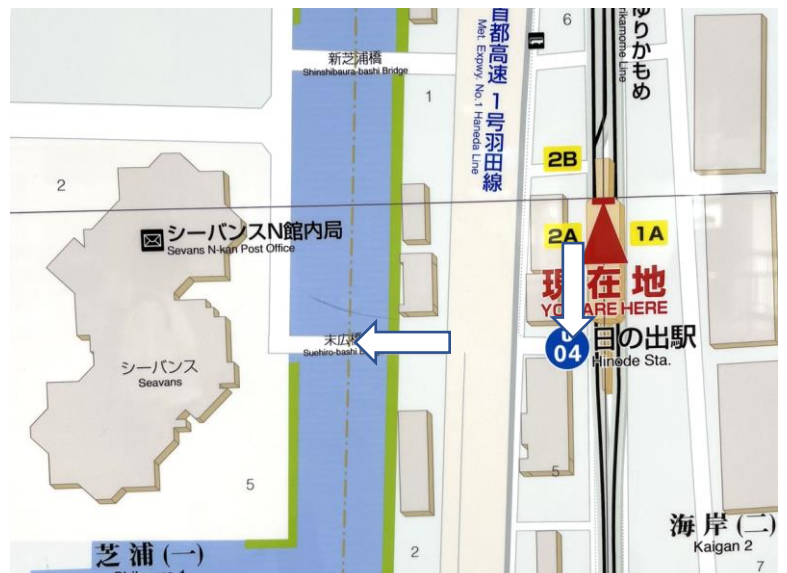 新芝浦橋
Shinshibaura-bashi Bridge
1
首都高速 1号羽田線
Met. Expwy. No.1 Haneda Line
6
ゆりかもめ
Line
2B
2
シーバンスN館内局
Sevans N-kan Post Office
2A
1A
現在地
YOU ARE HERE
末広橋
Suehiro-bashi
04
日の出駅
Hinode Sta.
シーバンス
Seavans
5
5
芝浦(一)
海岸(二)
Kaigan 2
2
7